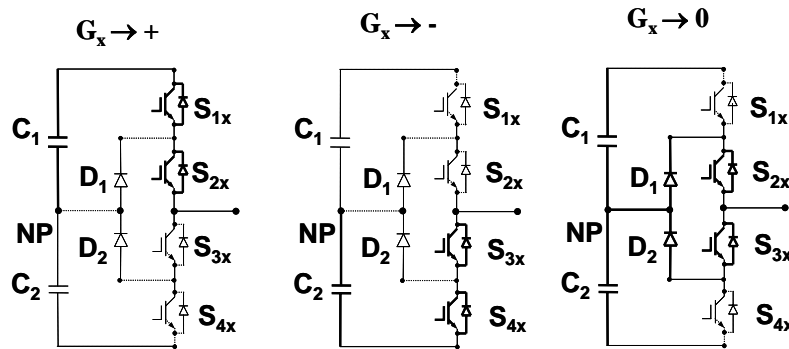 Gₓ → +
C₁
D₁
NP
D₂
C₂
S₁ₓ
S₂ₓ
S₃ₓ
S₄ₓ
Gₓ → -
C₁
D₁
NP
D₂
C₂
S₁ₓ
S₂ₓ
S₃ₓ
S₄ₓ
Gₓ → 0
C₁
D₁
NP
D₂
C₂
S₁ₓ
S₂ₓ
S₃ₓ
S₄ₓ